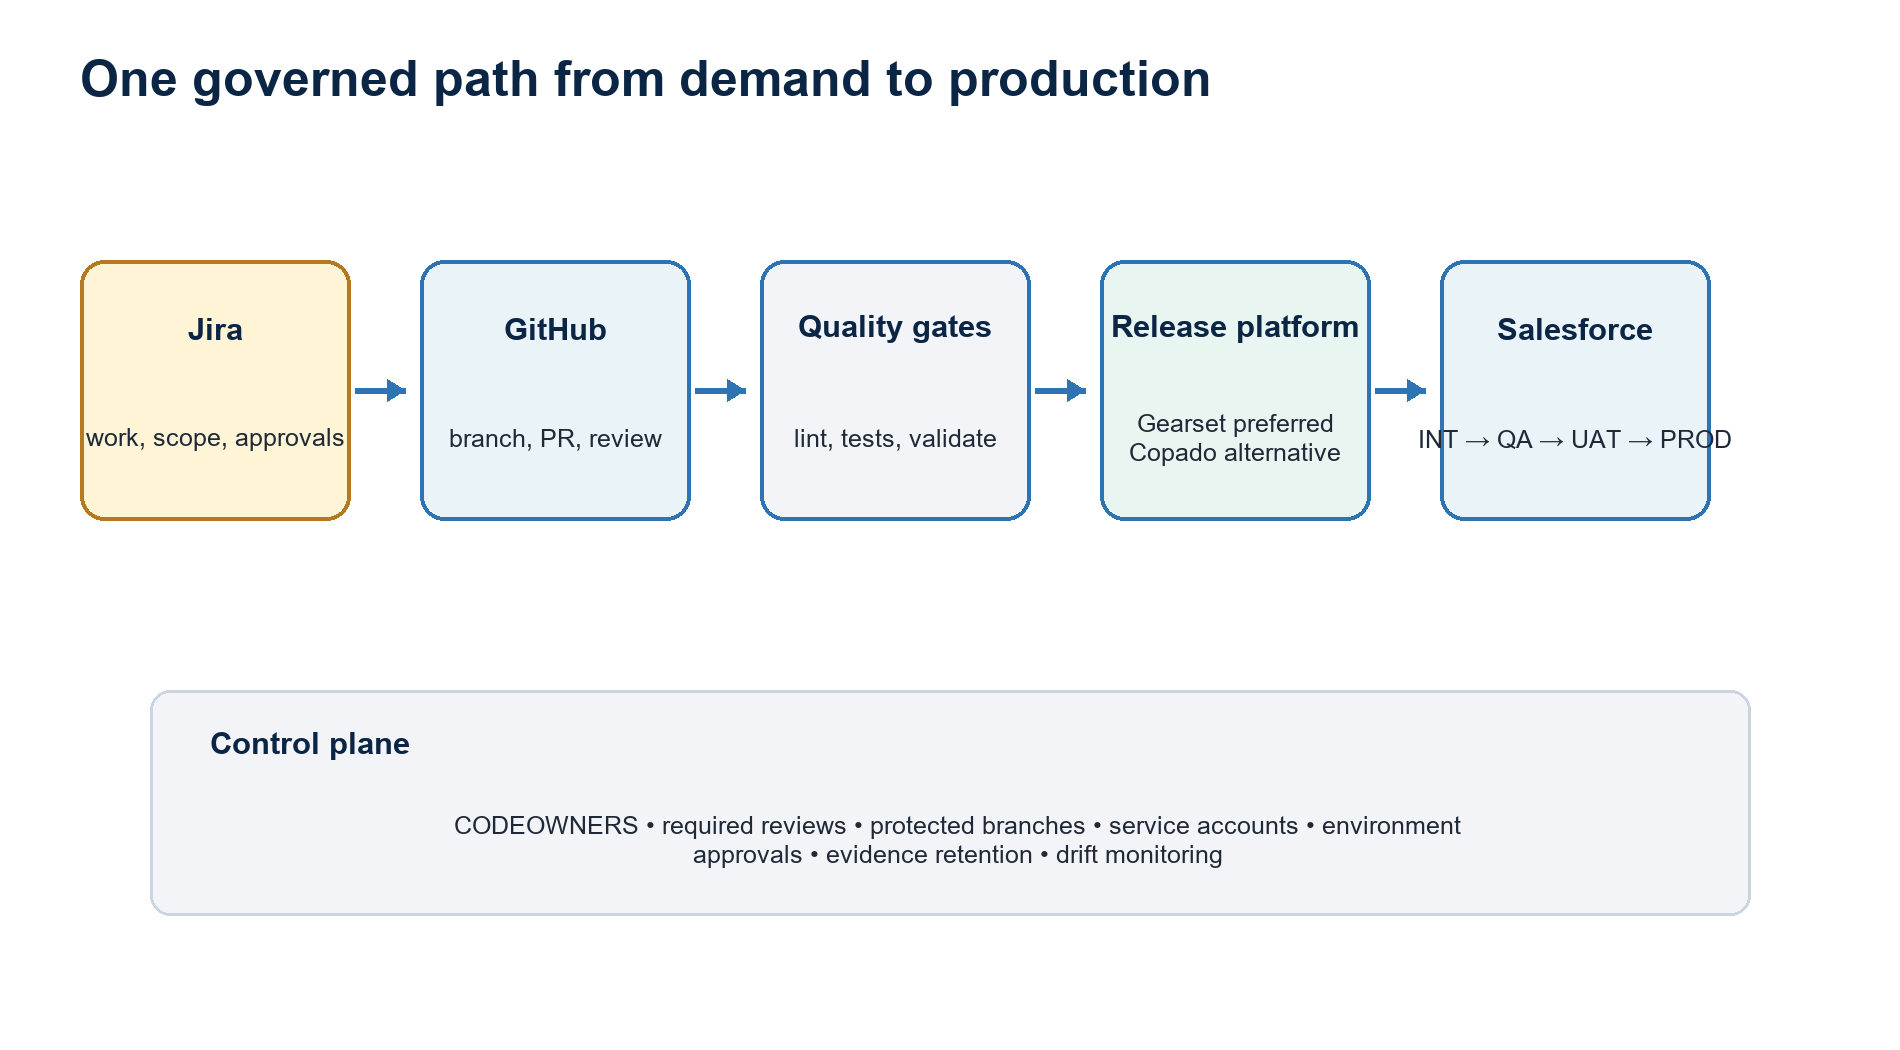 One governed path from demand to production
Jira
work, scope, approvals
GitHub
branch, PR, review
Quality gates
lint, tests, validate
Release platform
Gearset preferred
Copado alternative
Salesforce
INT → QA → UAT → PROD
Control plane
CODEOWNERS • required reviews • protected branches • service accounts • environment
approvals • evidence retention • drift monitoring